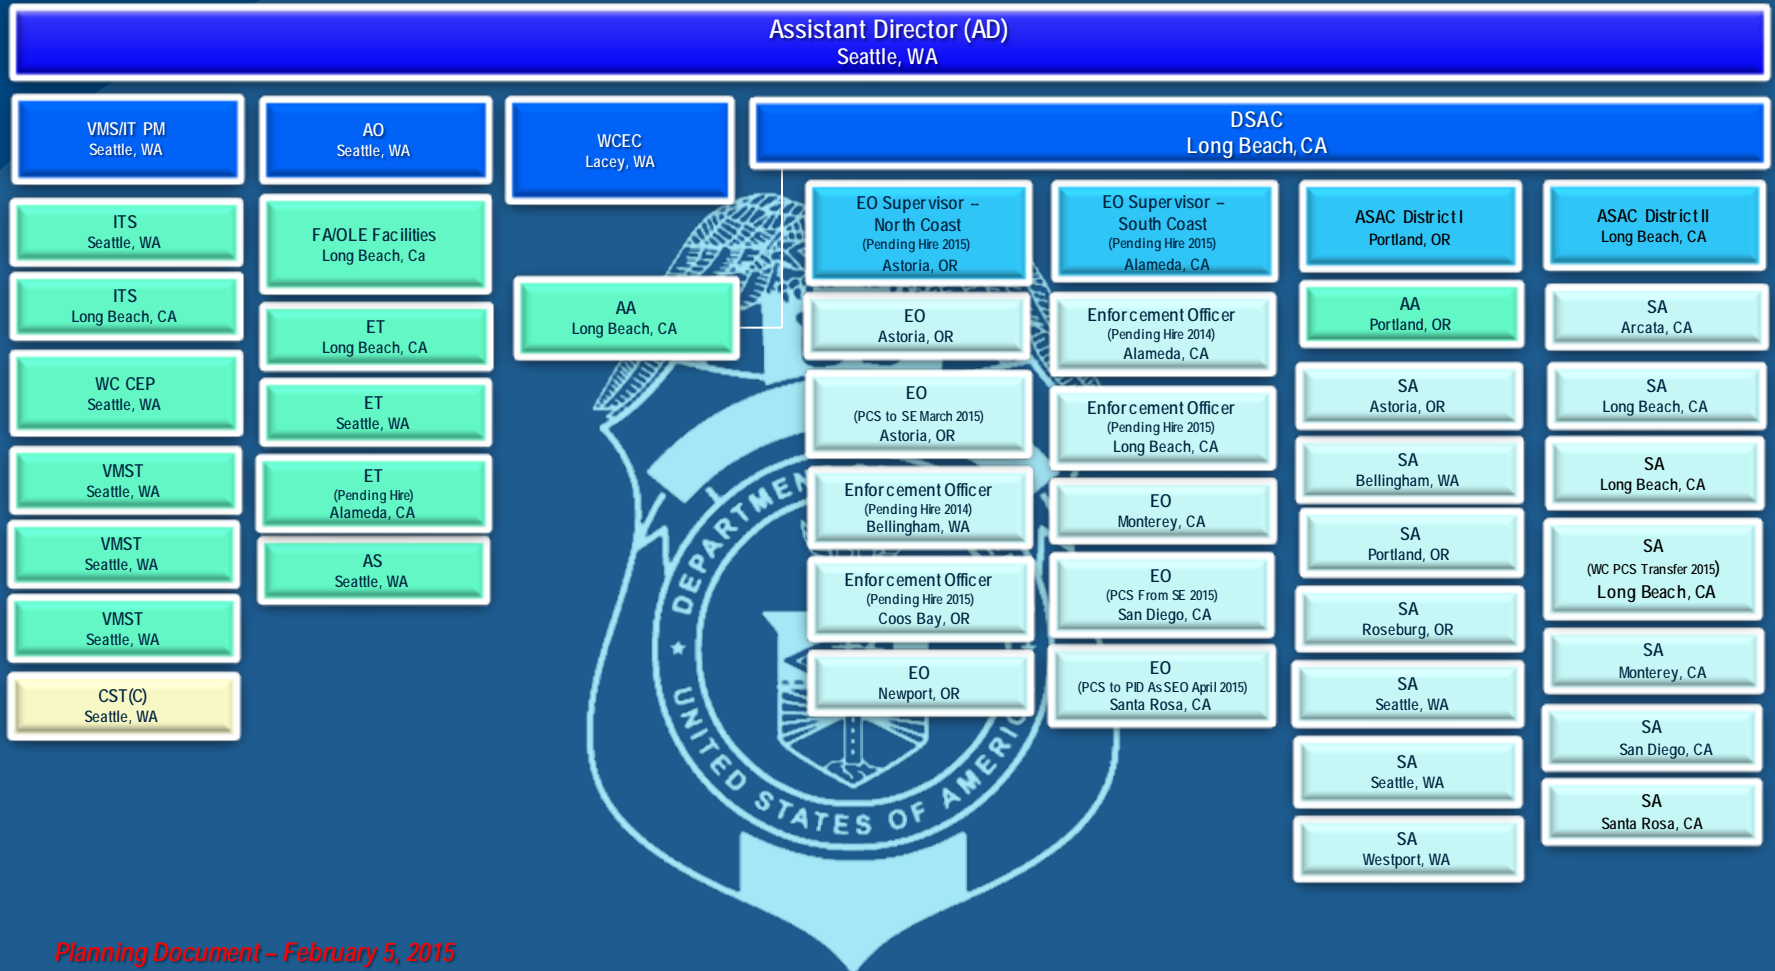 Assistant Director (AD)
Seattle, WA
VMS/IT PM
Seattle, WA
ITS
Seattle, WA
ITS
Long Beach, CA
WC CEP
Seattle, WA
VMST
Seattle, WA
VMST
Seattle, WA
VMST
Seattle, WA
CST(C)
Seattle, WA
AO
Seattle, WA
FA/OLE Facilities
Long Beach, Ca
ET
Long Beach, CA
ET
Seattle, WA
ET
(Pending Hire)
Alameda, CA
AS
Seattle, WA
WCEC
Lacey, WA
DSAC
Long Beach, CA
AA
Long Beach, CA
EO Supervisor –
North Coast
(Pending Hire 2015)
Astoria, OR
EO
Astoria, OR
EO
(PCS to SE March 2015)
Astoria, OR
Enforcement Officer
(Pending Hire 2014)
Bellingham, WA
Enforcement Officer
(Pending Hire 2015)
Coos Bay, OR
EO
Newport, OR
EO Supervisor –
South Coast
(Pending Hire 2015)
Alameda, CA
Enforcement Officer
(Pending Hire 2014)
Alameda, CA
Enforcement Officer
(Pending Hire 2015)
Long Beach, CA
EO
Monterey, CA
EO
(PCS From SE 2015)
San Diego, CA
EO
(PCS to PID As SEO April 2015)
Santa Rosa, CA
ASAC District I
Portland, OR
AA
Portland, OR
SA
Astoria, OR
SA
Bellingham, WA
SA
Portland, OR
SA
Roseburg, OR
SA
Seattle, WA
SA
Seattle, WA
SA
Westport, WA
ASAC District II
Long Beach, CA
SA
Arcata, CA
SA
Long Beach, CA
SA
Long Beach, CA
SA
(WC PCS Transfer 2015)
Long Beach, CA
SA
Monterey, CA
SA
San Diego, CA
SA
Santa Rosa, CA
UNITED STATES OF
Planning Document – February 5, 2015